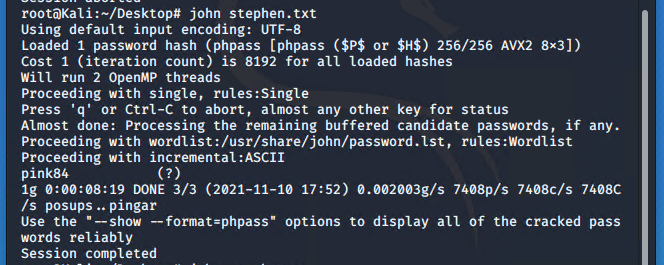 root@Kali:~/Desktop# john stephen.txt
Using default input encoding: UTF-8
Loaded 1 password hash (phpass [phpass ($P$ or $H$) 256/256 AVX2 8×3])
Cost 1 (iteration count) is 8192 for all loaded hashes
Will run 2 OpenMP threads
Proceeding with single, rules:Single
Press 'q' or Ctrl-C to abort, almost any other key for status
Almost done: Processing the remaining buffered candidate passwords, if any.
Proceeding with wordlist:/usr/share/john/password.lst, rules:Wordlist
Proceeding with incremental:ASCII
pink84           (?)
1g 0:00:08:19 DONE 3/3 (2021-11-10 17:52) 0.002003g/s 7408p/s 7408c/s 7408C
/s posups..pingar
Use the "--show --format=phpass" options to display all of the cracked pass
words reliably
Session completed